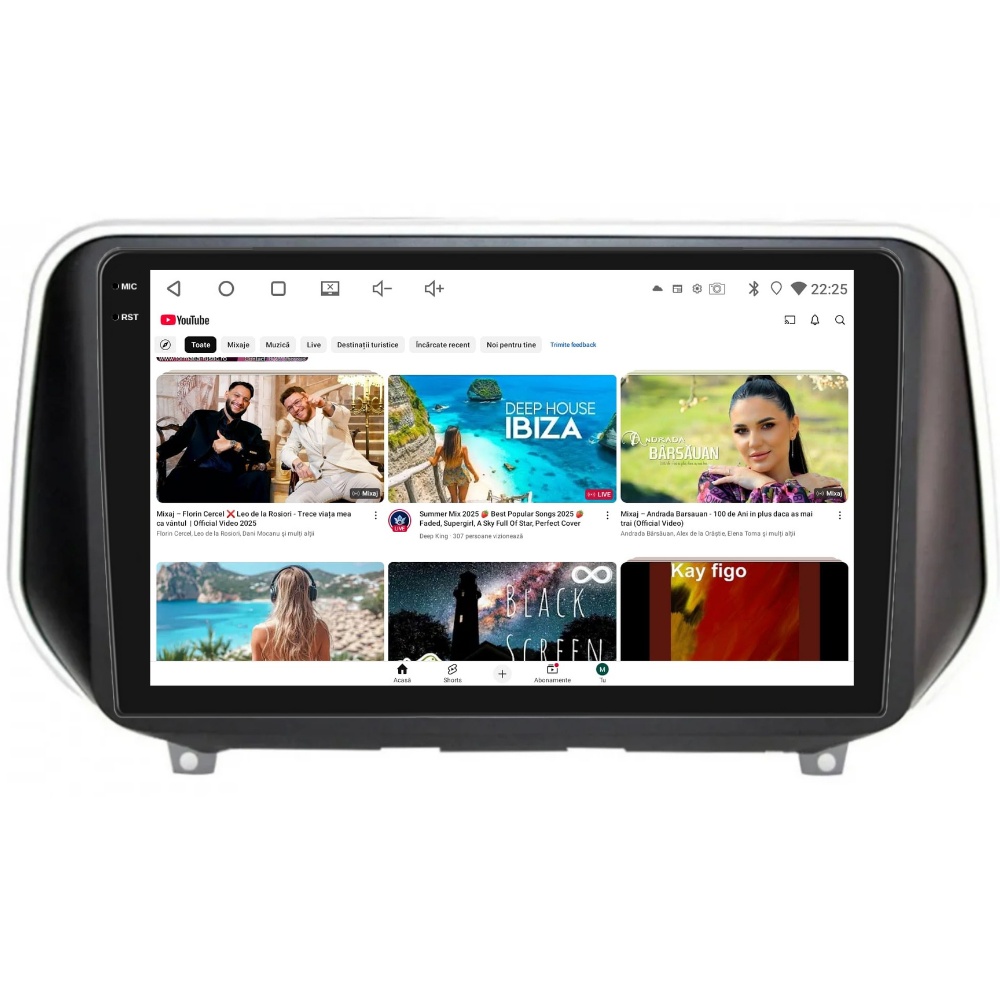 MIC
22:25
RST
YouTube
Toate Mixaje Muzică Live Destinații turistice Încărcate recent Noi pentru tine Trimite feedback
DEEP HOUSE
IBIZA
ANDRADA
BÂRSĂUAN
Mixaj
LIVE
Mixaj
Mixaj – Florin Cercel ❌ Leo de la Rosiori - Trece viața mea
ca vântul | Official Video 2025
Florin Cercel, Leo de la Rosiori, Dani Mocanu și mulți alții
LIVE
Summer Mix 2025 🍓 Best Popular Songs 2025 🍓
Faded, Supergirl, A Sky Full Of Star, Perfect Cover
Deep King · 307 persoane vizionează
Mixaj – Andrada Barsauan - 100 de Ani in plus daca as mai
trai (Official Video)
Andrada Bârsăuan, Alex de la Orăștie, Elena Toma și mulți alții
BLACK
SCREEN
Kay figo
Acasă Shorts Abonamente M Tu